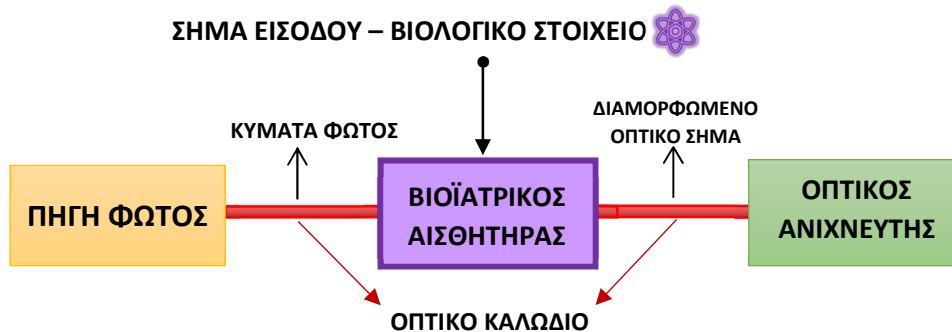 ΣΗΜΑ ΕΙΣΟΔΟΥ – ΒΙΟΛΟΓΙΚΟ ΣΤΟΙΧΕΙΟ
ΚΥΜΑΤΑ ΦΩΤΟΣ
ΔΙΑΜΟΡΦΩΜΕΝΟ
ΟΠΤΙΚΟ ΣΗΜΑ
ΠΗΓΗ ΦΩΤΟΣ
ΒΙΟΪΑΤΡΙΚΟΣ
ΑΙΣΘΗΤΗΡΑΣ
ΟΠΤΙΚΟΣ
ΑΝΙΧΝΕΥΤΗΣ
ΟΠΤΙΚΟ ΚΑΛΩΔΙΟ